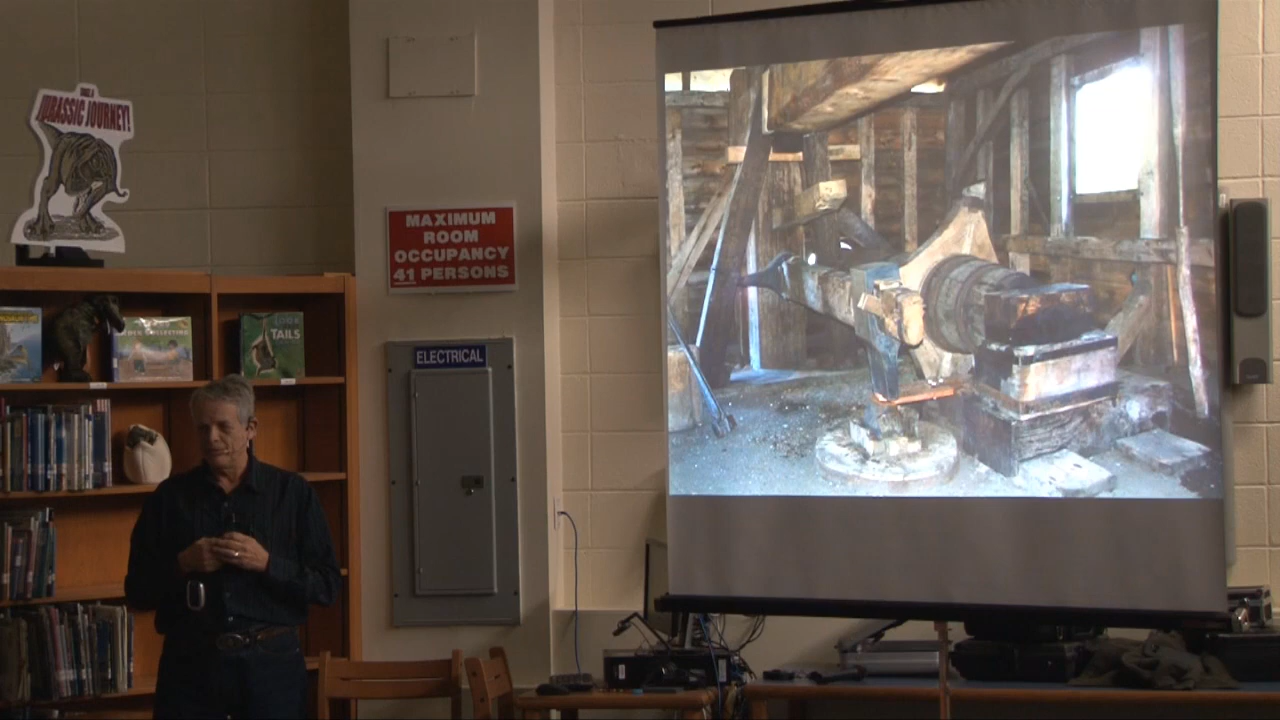 JURASSIC JOURNEY!
MAXIMUM
ROOM
OCCUPANCY
41 PERSONS
ELECTRICAL
TAILS